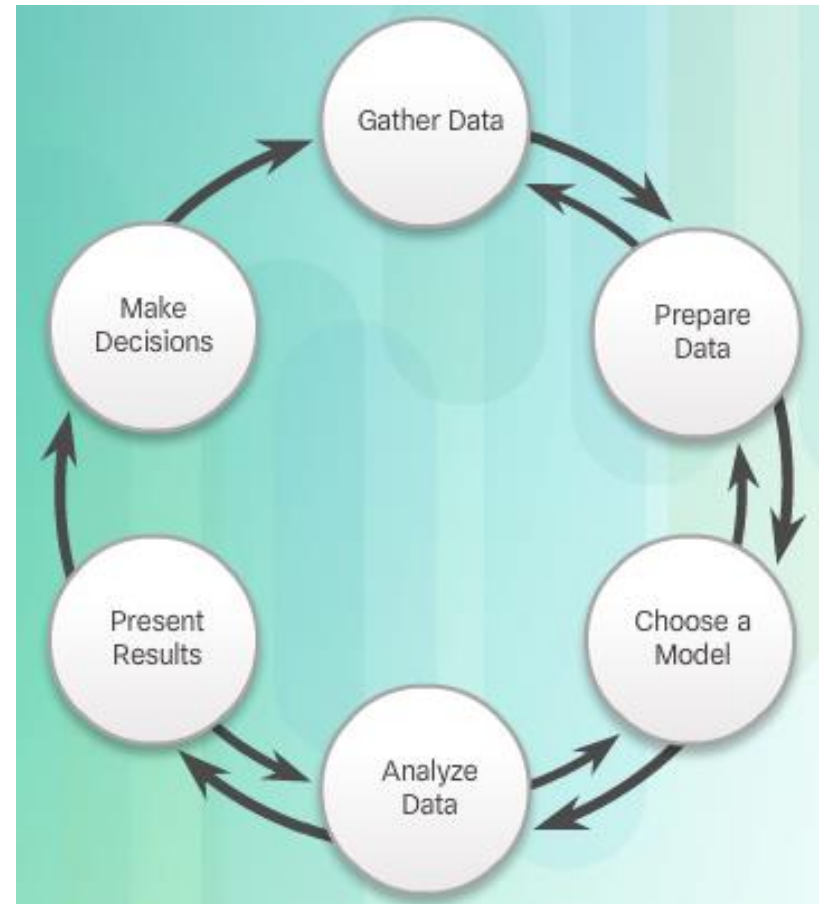 Gather Data
Prepare
Data
Choose a
Model
Analyze
Data
Present
Results
Make
Decisions